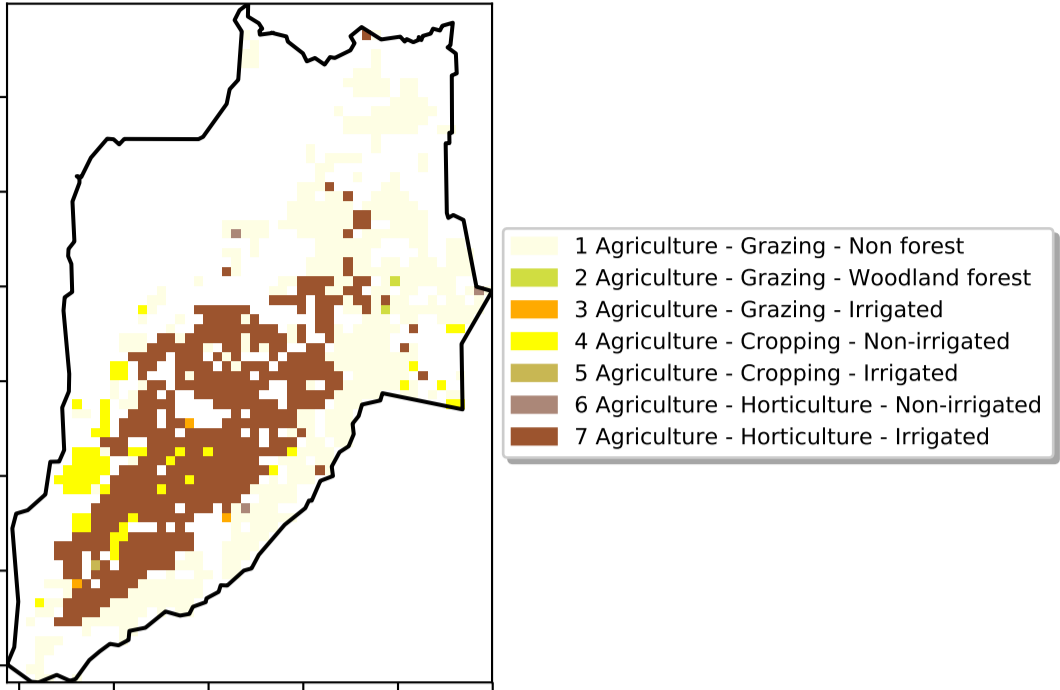 1 Agriculture - Grazing - Non forest
2 Agriculture - Grazing - Woodland forest
3 Agriculture - Grazing - Irrigated
4 Agriculture - Cropping - Non-irrigated
5 Agriculture - Cropping - Irrigated
6 Agriculture - Horticulture - Non-irrigated
7 Agriculture - Horticulture - Irrigated